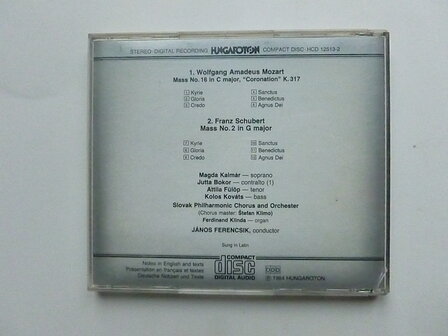 STEREO·DIGITAL RECORDING HUNGAROTON COMPACT DISC·HCD 12513-2
1. Wolfgang Amadeus Mozart
Mass No. 16 in C major, "Coronation" K. 317
1 Kyrie 4 Sanctus
2 Gloria 5 Benedictus
3 Credo 6 Agnus Dei
2. Franz Schubert
Mass No. 2 in G major
7 Kyrie 10 Sanctus
8 Gloria 11 Benedictus
9 Credo 12 Agnus Dei
Magda Kalmár — soprano
Jutta Bokor — contralto (1)
Attila Fülöp — tenor
Kolos Kováts — bass
Slovak Philharmonic Chorus and Orchestra
(Chorus master: Štefan Klimo)
Ferdinand Klinda — organ
JÁNOS FERENCSIK, conductor
Sung in Latin
Notes in English and texts
Présentation en français et textes
Deutsche Notizen und Texte
COMPACT
disc
DIGITAL AUDIO
DDD
℗ 1984 HUNGAROTON